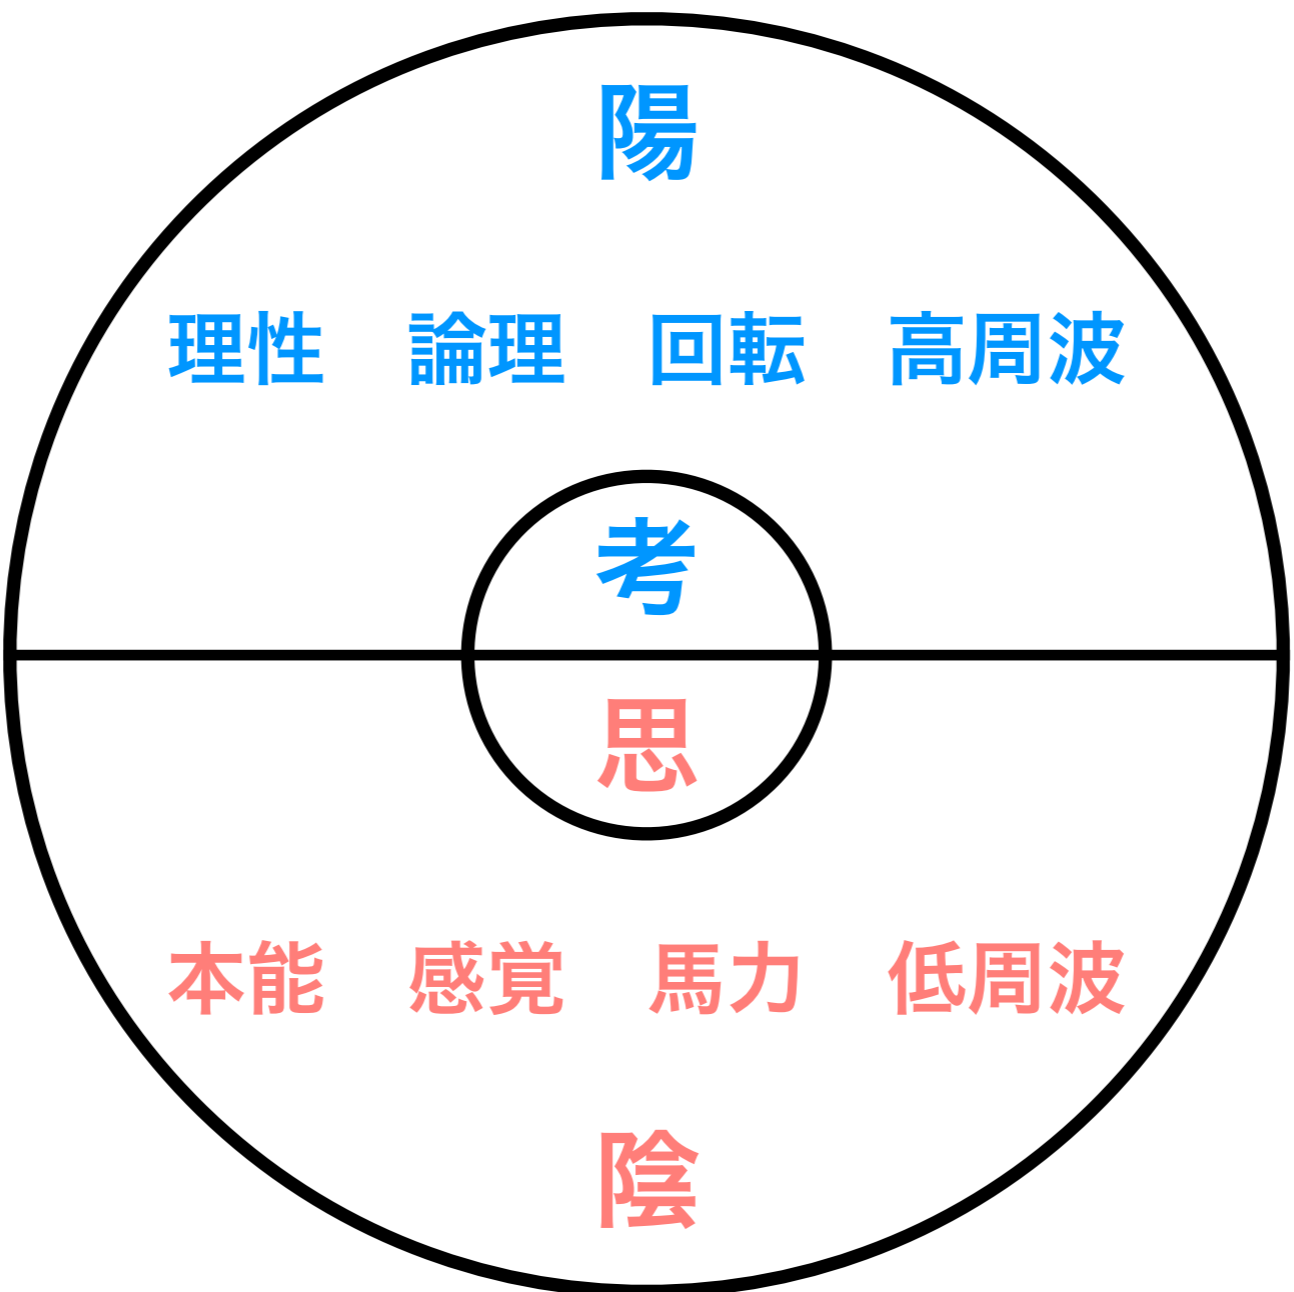 陽
理性　論理　回転　高周波
考
思
本能　感覚　馬力　低周波
陰